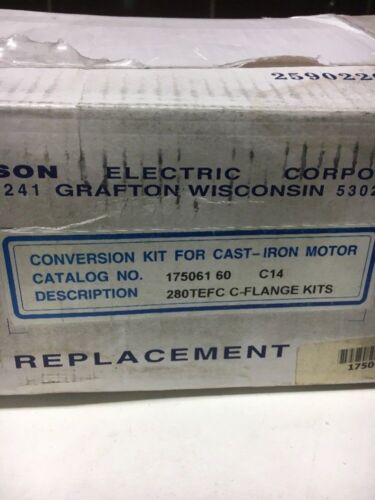 2590220
SON ELECTRIC CORPO
241 GRAFTON WISCONSIN 5302
CONVERSION KIT FOR CAST-IRON MOTOR
CATALOG NO. 175061 60 C14
DESCRIPTION 280TEFC C-FLANGE KITS
REPLACEMENT
1750